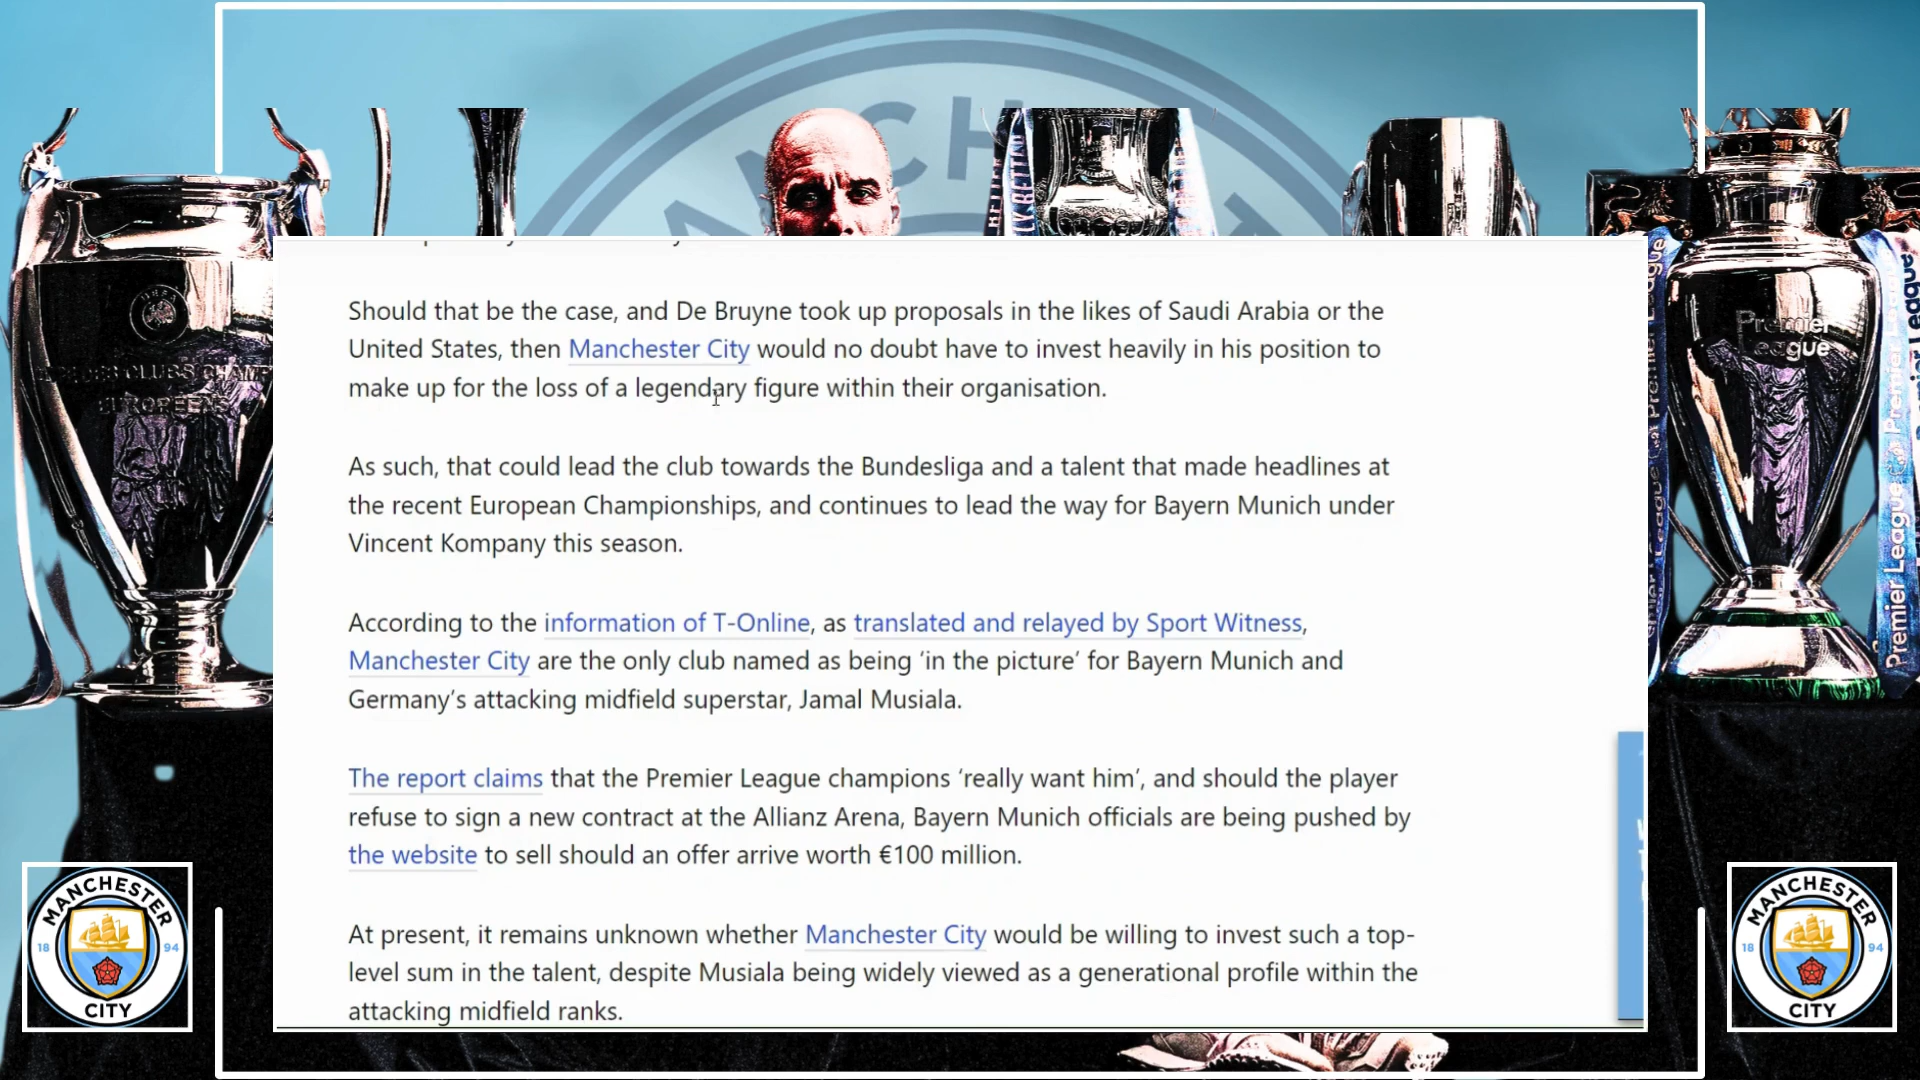 MANCHE
Should that be the case, and De Bruyne took up proposals in the likes of Saudi Arabia or the
United States, then Manchester City would no doubt have to invest heavily in his position to
make up for the loss of a legendary figure within their organisation.
As such, that could lead the club towards the Bundesliga and a talent that made headlines at
the recent European Championships, and continues to lead the way for Bayern Munich under
Vincent Kompany this season.
According to the information of T-Online, as translated and relayed by Sport Witness,
Manchester City are the only club named as being ‘in the picture’ for Bayern Munich and
Germany’s attacking midfield superstar, Jamal Musiala.
The report claims that the Premier League champions ‘really want him’, and should the player
refuse to sign a new contract at the Allianz Arena, Bayern Munich officials are being pushed by
the website to sell should an offer arrive worth €100 million.
At present, it remains unknown whether Manchester City would be willing to invest such a top-
level sum in the talent, despite Musiala being widely viewed as a generational profile within the
attacking midfield ranks.
UEFA
CLUBS CHAMP
EUROPÉENS
Premier
League
Premier League
MANCHESTER
18 94
CITY
MANCHESTER
18 94
CITY